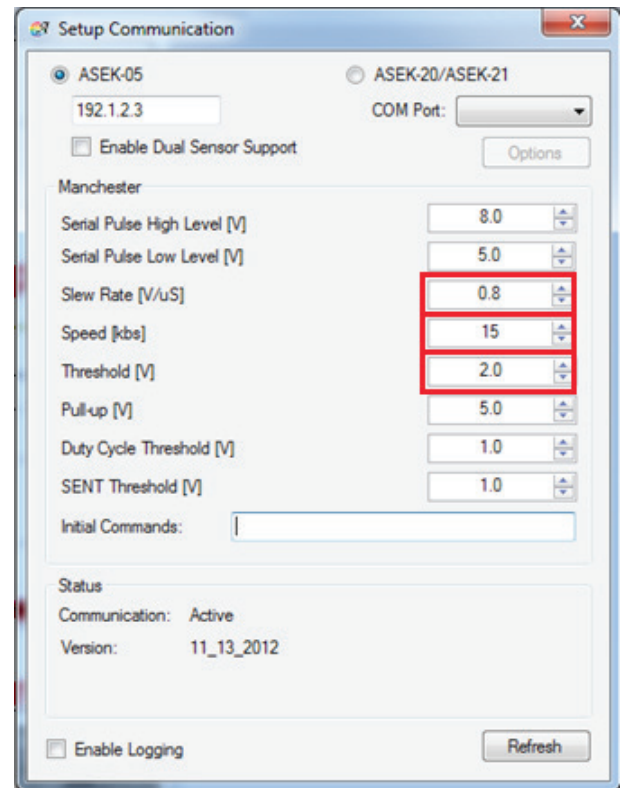 Setup Communication
ASEK-05 ASEK-20/ASEK-21
192.1.2.3 COM Port:
Enable Dual Sensor Support Options
Manchester
Serial Pulse High Level [V] 8.0
Serial Pulse Low Level [V] 5.0
Slew Rate [V/uS] 0.8
Speed [kbs] 15
Threshold [V] 2.0
Pull-up [V] 5.0
Duty Cycle Threshold [V] 1.0
SENT Threshold [V] 1.0
Initial Commands:
Status
Communication: Active
Version: 11_13_2012
Enable Logging Refresh